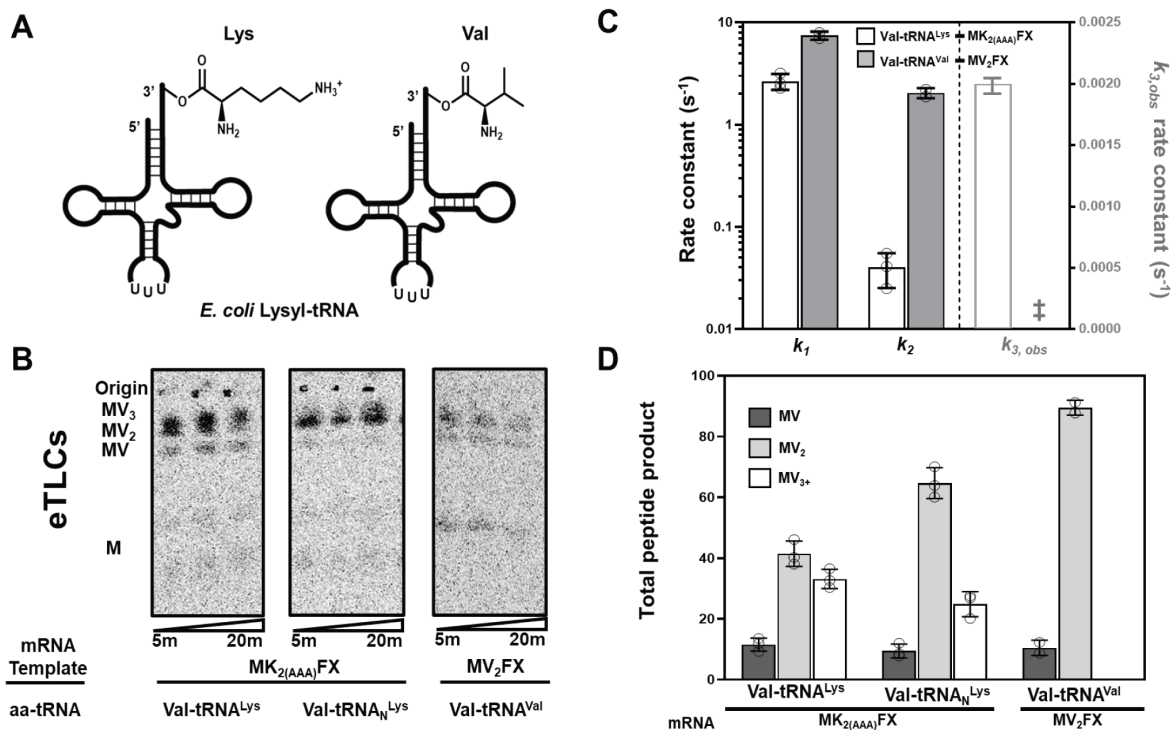 A
Lys
Val
3'
O
O
NH₃⁺
5'
NH₂
3'
O
O
5'
NH₂
U U U
U U U
E. coli Lysyl-tRNA
B
eTLCs
Origin
MV₃
MV₂
MV
M
5m 20m
5m 20m
5m 20m
mRNA
Template
MK₂₍AAA₎FX
MV₂FX
aa-tRNA
Val-tRNAᴸʸˢ
Val-tRNA_N ᴸʸˢ
Val-tRNAⱽᵃˡ
C
Val-tRNAᴸʸˢ - MK₂₍AAA₎FX
Val-tRNAⱽᵃˡ - MV₂FX
Rate constant (s⁻¹)
10
1
0.1
0.01
k₁
k₂
k₃, obs
‡
0.0025
0.0020
0.0015
0.0010
0.0005
0.0000
k₃,obs rate constant (s⁻¹)
D
Total peptide product
100
80
60
40
20
0
MV
MV₂
MV₃₊
Val-tRNAᴸʸˢ
Val-tRNA_N ᴸʸˢ
Val-tRNAⱽᵃˡ
mRNA
MK₂₍AAA₎FX
MV₂FX